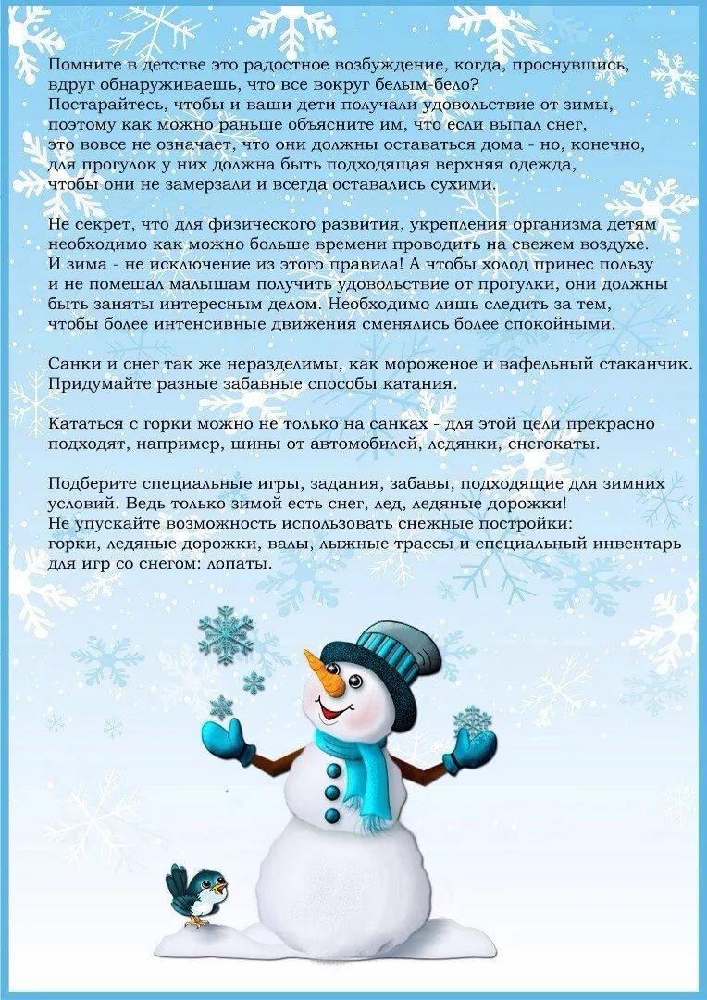 Помните в детстве это радостное возбуждение, когда, проснувшись,
вдруг обнаруживаешь, что все вокруг белым-бело?
Постарайтесь, чтобы и ваши дети получали удовольствие от зимы,
поэтому как можно раньше объясните им, что если выпал снег,
это вовсе не означает, что они должны оставаться дома - но, конечно,
для прогулок у них должна быть подходящая верхняя одежда,
чтобы они не замерзали и всегда оставались сухими.
Не секрет, что для физического развития, укрепления организма детям
необходимо как можно больше времени проводить на свежем воздухе.
И зима - не исключение из этого правила! А чтобы холод принес пользу
и не помешал малышам получить удовольствие от прогулки, они должны
быть заняты интересным делом. Необходимо лишь следить за тем,
чтобы более интенсивные движения сменялись более спокойными.
Санки и снег так же неразделимы, как мороженое и вафельный стаканчик.
Придумайте разные забавные способы катания.
Кататься с горки можно не только на санках - для этой цели прекрасно
подходят, например, шины от автомобилей, ледянки, снегокаты.
Подберите специальные игры, задания, забавы, подходящие для зимних
условий. Ведь только зимой есть снег, лед, ледяные дорожки!
Не упускайте возможность использовать снежные постройки:
горки, ледяные дорожки, валы, лыжные трассы и специальный инвентарь
для игр со снегом: лопаты.